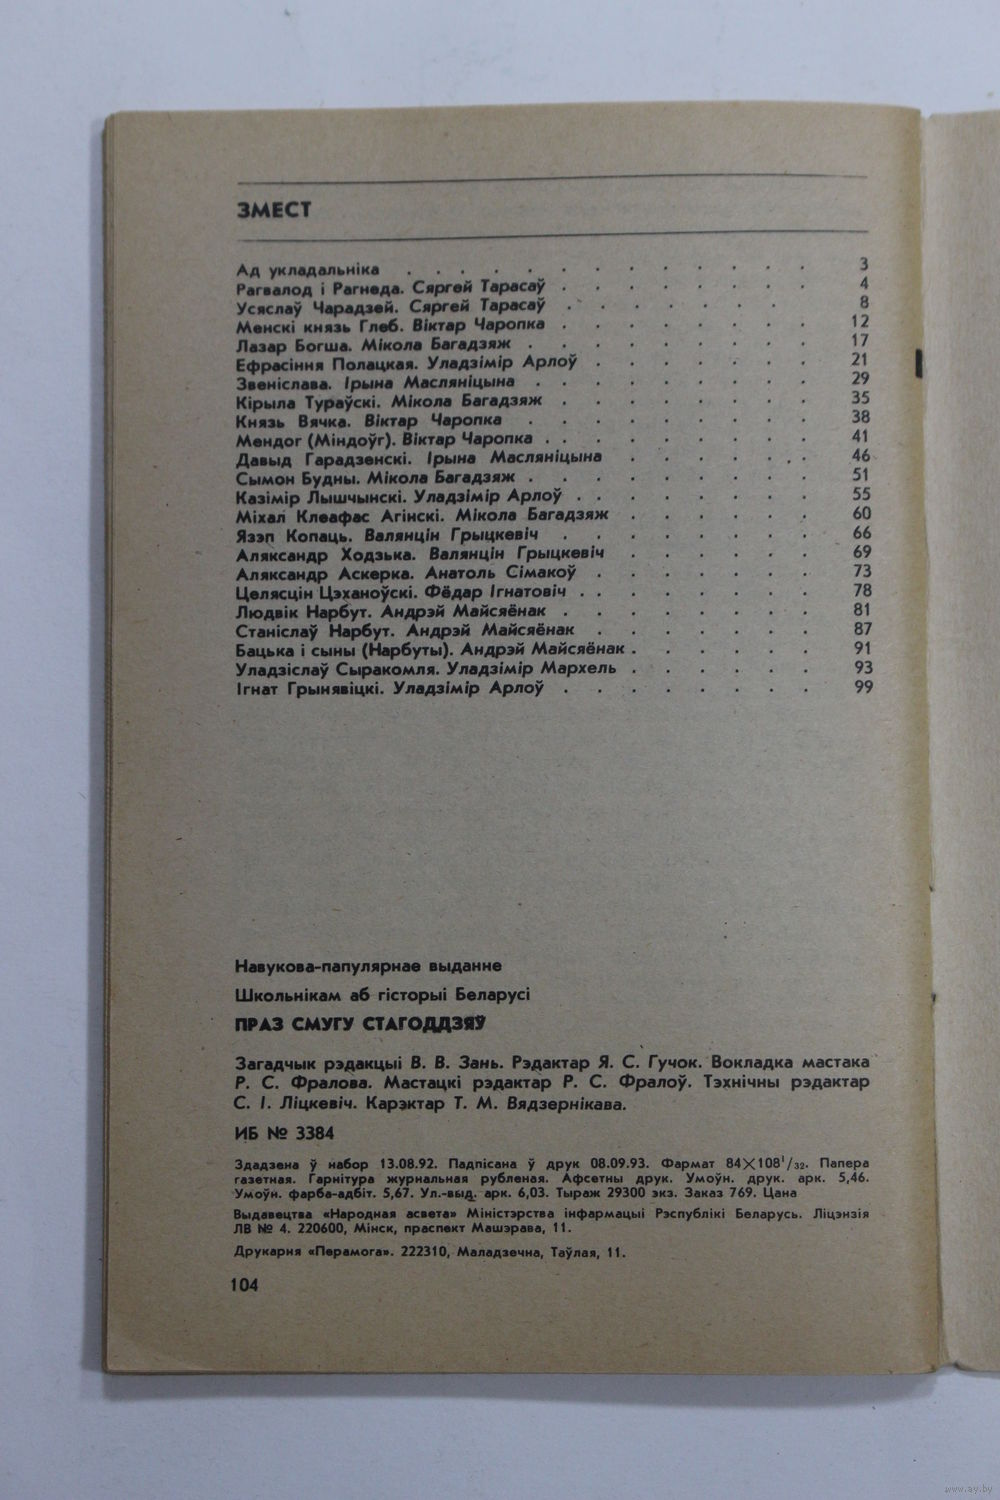 ЗМЕСТ
Ад укладальніка . . . . . . . . . . . . 3
Рагвалод і Рагнеда. Сяргей Тарасаў . . . . . . . . 4
Усяслаў Чарадзей. Сяргей Тарасаў . . . . . . . 8
Менскі князь Глеб. Віктар Чаропка . . . . . . . . 12
Лазар Богша. Мікола Багадзяж . . . . . . . . . 17
Ефрасіння Полацкая. Уладзімір Арлоў . . . . . . . 21
Звеніслава. Ірына Масляніцына . . . . . . . . . 29
Кірыла Тураўскі. Мікола Багадзяж . . . . . . . . 35
Князь Вячка. Віктар Чаропка . . . . . . . . . 38
Мендог (Міндоўг). Віктар Чаропка . . . . . . . . . 41
Давыд Гарадзенскі. Ірына Масляніцына . . . . . . . 46
Сымон Будны. Мікола Багадзяж . . . . . . . . . 51
Казімір Лышчынскі. Уладзімір Арлоў . . . . . . . . 55
Міхал Клеафас Агінскі. Мікола Багадзяж . . . . . . 60
Язэп Копаць. Валянцін Грыцкевіч . . . . . . . . 66
Аляксандр Ходзька. Валянцін Грыцкевіч . . . . . . 69
Аляксандр Аскерка. Анатоль Сімакоў . . . . . . . 73
Целясцін Цэханоўскі. Фёдар Ігнатовіч . . . . . . . . 78
Людвік Нарбут. Андрэй Майсяёнак . . . . . . . . 81
Станіслаў Нарбут. Андрэй Майсяёнак . . . . . . . 87
Бацька і сыны (Нарбуты). Андрэй Майсяёнак . . . . . . 91
Уладзіслаў Сыракомля. Уладзімір Мархель . . . . . . 93
Ігнат Грынявіцкі. Уладзімір Арлоў . . . . . . . . 99
Навукова-папулярнае выданне
Школьнікам аб гісторыі Беларусі
ПРАЗ СМУГУ СТАГОДДЗЯЎ
Загадчык рэдакцыі В. В. Зань. Рэдактар Я. С. Гучок. Вокладка мастака
Р. С. Фралова. Мастацкі рэдактар Р. С. Фралоў. Тэхнічны рэдактар
С. І. Ліцкевіч. Карэктар Т. М. Вядзернікава.
ИБ № 3384
Здадзена ў набор 13.08.92. Падпісана ў друк 08.09.93. Фармат 84×108¹/₃₂. Папера
газетная. Гарнітура журнальная рубленая. Афсетны друк. Умоўн. друк. арк. 5,46.
Умоўн. фарба-адбіт. 5,67. Ул.-выд. арк. 6,03. Тыраж 29300 экз. Заказ 769. Цана
Выдавецтва «Народная асвета» Міністэрства інфармацыі Рэспублікі Беларусь. Ліцэнзія
ЛВ № 4. 220600, Мінск, праспект Машэрава, 11.
Друкарня «Перамога». 222310, Маладзечна, Таўлая, 11.
104
www.ay.by